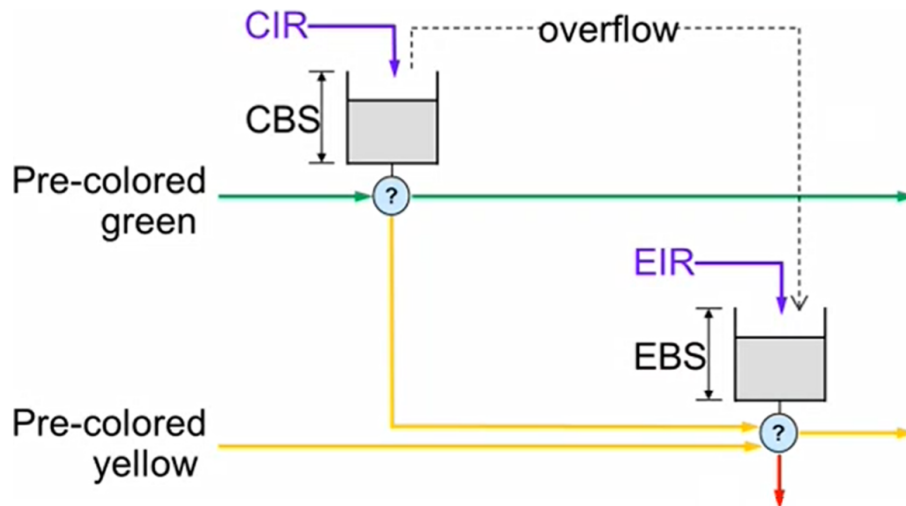 CIR
overflow
CBS
Pre-colored
green
?
EIR
EBS
Pre-colored
yellow
?